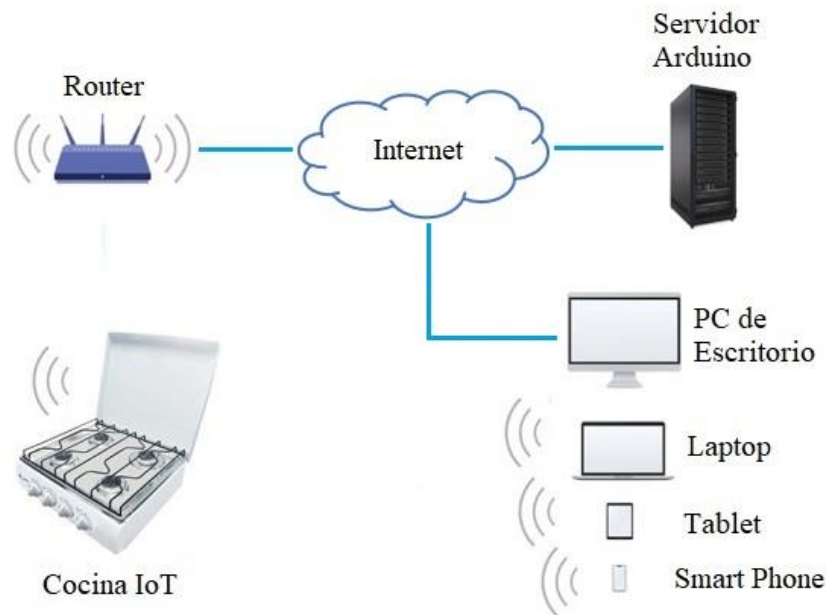 Servidor
Arduino
Router
Internet
PC de
Escritorio
Laptop
Tablet
Smart Phone
Cocina IoT